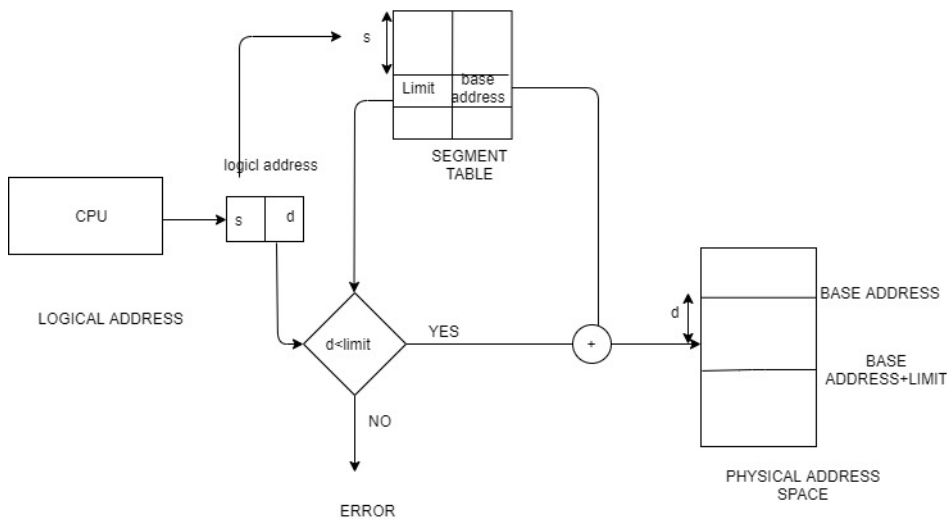 s
Limit
base
address
SEGMENT
TABLE
logicl address
CPU
s
d
LOGICAL ADDRESS
d<limit
YES
+
NO
ERROR
d
BASE ADDRESS
BASE
ADDRESS+LIMIT
PHYSICAL ADDRESS
SPACE